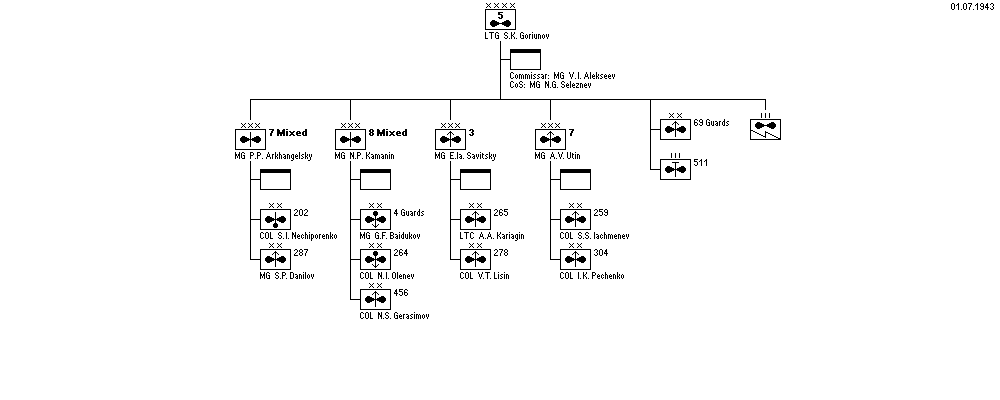 01.07.1943
XXXX
5
LTG S.K. Goriunov
Commissar: MG V.I. Alekseev
CoS: MG N.G. Seleznev
XXX
7 Mixed
MG P.P. Arkhangelsky
XX
202
COL S.I. Nechiporenko
XX
287
MG S.P. Danilov
XXX
8 Mixed
MG N.P. Kamanin
XX
4 Guards
MG G.F. Baidukov
XX
264
COL N.I. Olenev
XX
456
COL N.S. Gerasimov
XXX
3
MG E.Ia. Savitsky
XX
265
LTC A.A. Kariagin
XX
278
COL V.T. Lisin
XXX
7
MG A.V. Utin
XX
259
COL S.S. Iachmenev
XX
304
COL I.K. Pechenko
XX
69 Guards
III
511
III